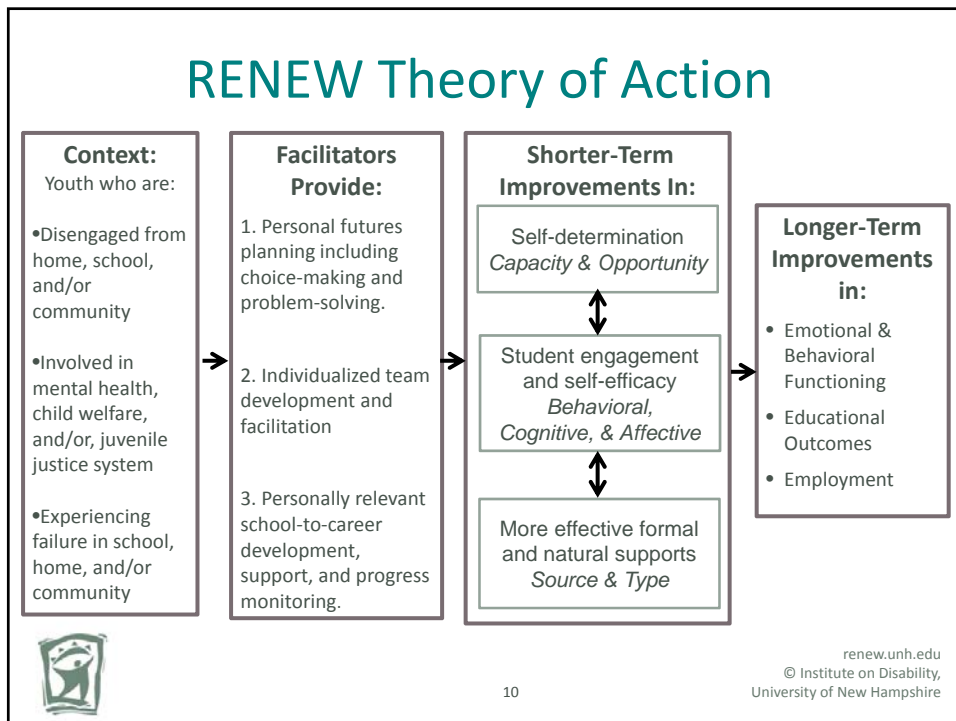 RENEW Theory of Action
Context:
Youth who are:
•Disengaged from
home, school,
and/or
community
•Involved in
mental health,
child welfare,
and/or, juvenile
justice system
•Experiencing
failure in school,
home, and/or
community
Facilitators
Provide:
1. Personal futures
planning including
choice-making and
problem-solving.
2. Individualized team
development and
facilitation
3. Personally relevant
school-to-career
development,
support, and progress
monitoring.
Shorter-Term
Improvements In:
Self-determination
Capacity & Opportunity
Student engagement
and self-efficacy
Behavioral,
Cognitive, & Affective
More effective formal
and natural supports
Source & Type
Longer-Term
Improvements
in:
• Emotional &
Behavioral
Functioning
• Educational
Outcomes
• Employment
10
renew.unh.edu
© Institute on Disability,
University of New Hampshire